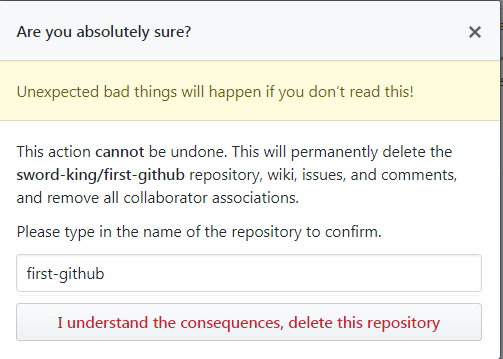 Are you absolutely sure?
Unexpected bad things will happen if you don’t read this!
This action cannot be undone. This will permanently delete the
sword-king/first-github repository, wiki, issues, and comments,
and remove all collaborator associations.
Please type in the name of the repository to confirm.
first-github
I understand the consequences, delete this repository